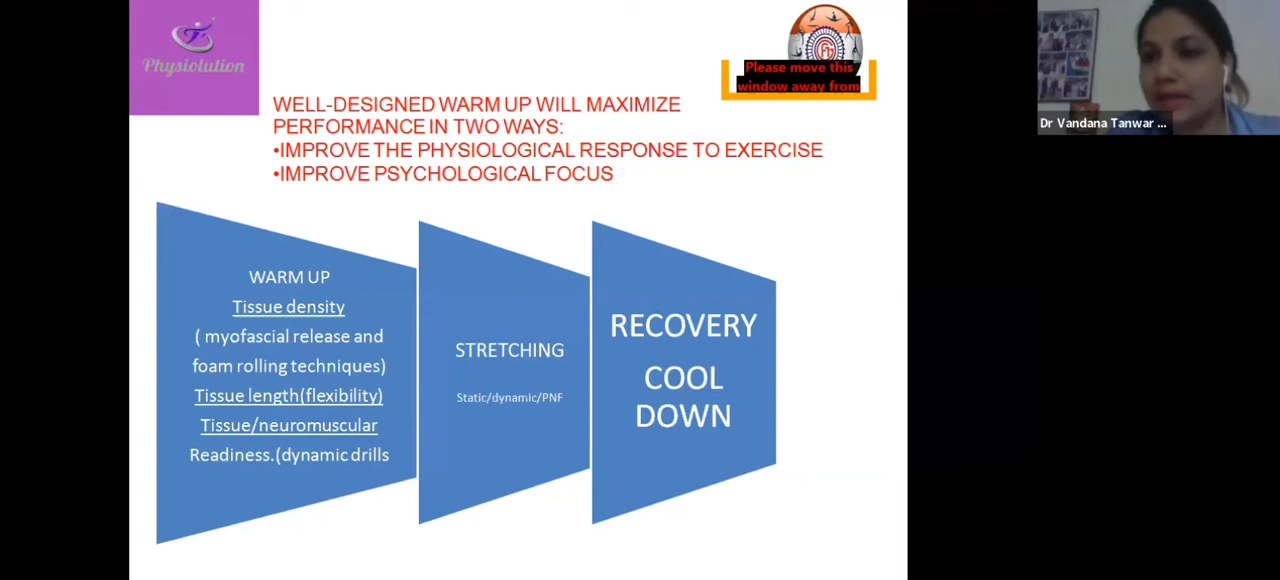 Physiolution
Please move this
window away from
Dr Vandana Tanwar ...
WELL-DESIGNED WARM UP WILL MAXIMIZE
PERFORMANCE IN TWO WAYS:
•IMPROVE THE PHYSIOLOGICAL RESPONSE TO EXERCISE
•IMPROVE PSYCHOLOGICAL FOCUS
WARM UP
Tissue density
( myofascial release and
foam rolling techniques)
Tissue length(flexibility)
Tissue/neuromuscular
Readiness.(dynamic drills
STRETCHING
Static/dynamic/PNF
RECOVERY
COOL
DOWN